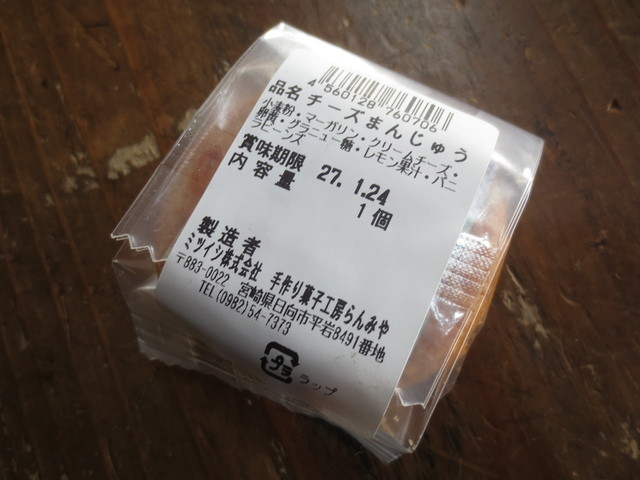 4 560128 760706
品名 チーズまんじゅう
小麦粉・マーガリン・クリームチーズ・
卵黄・グラニュー糖・レモン果汁・バニ
ラビーンズ
賞味期限 27. 1.24
内容量 1個
製造者
ミツイシ株式会社 手作り菓子工房らんみや
〒883-0022 宮崎県日向市平岩8491番地
TEL(0982)54-7373
プラ ラップ